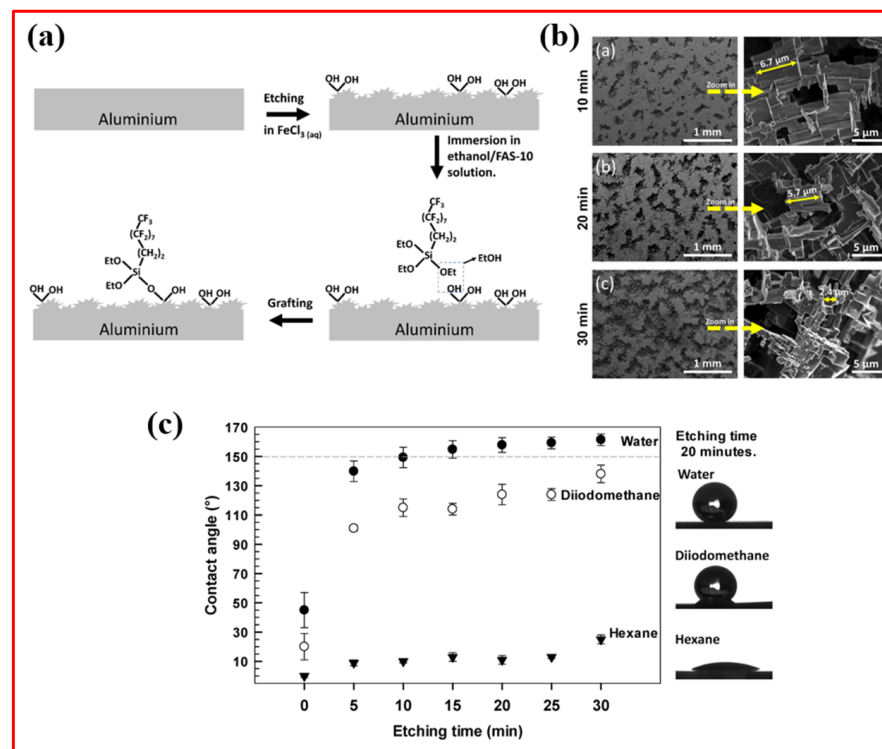 (a)
Aluminium
Etching
in FeCl3 (aq)
OH OH OH OH OH OH
Aluminium
Immersion in
ethanol/FAS-10
solution.
CF3
(CF2)7
(CH2)2
EtO
Si
EtO
OEt
EtOH
OH OH OH OH OH OH
Aluminium
Grafting
CF3
(CF2)7
(CH2)2
EtO
Si
EtO
O
OH OH OH OH OH
Aluminium
(b)
10 min
(a)
Zoom in
1 mm
6.7 µm
5 µm
20 min
(b)
Zoom in
1 mm
5.7 µm
5 µm
30 min
(c)
Zoom in
1 mm
2.4 µm
5 µm
(c)
Contact angle (°)
170
150
130
110
90
70
50
30
10
Water
Diiodomethane
Hexane
0 5 10 15 20 25 30
Etching time (min)
Etching time
20 minutes.
Water
Diiodomethane
Hexane